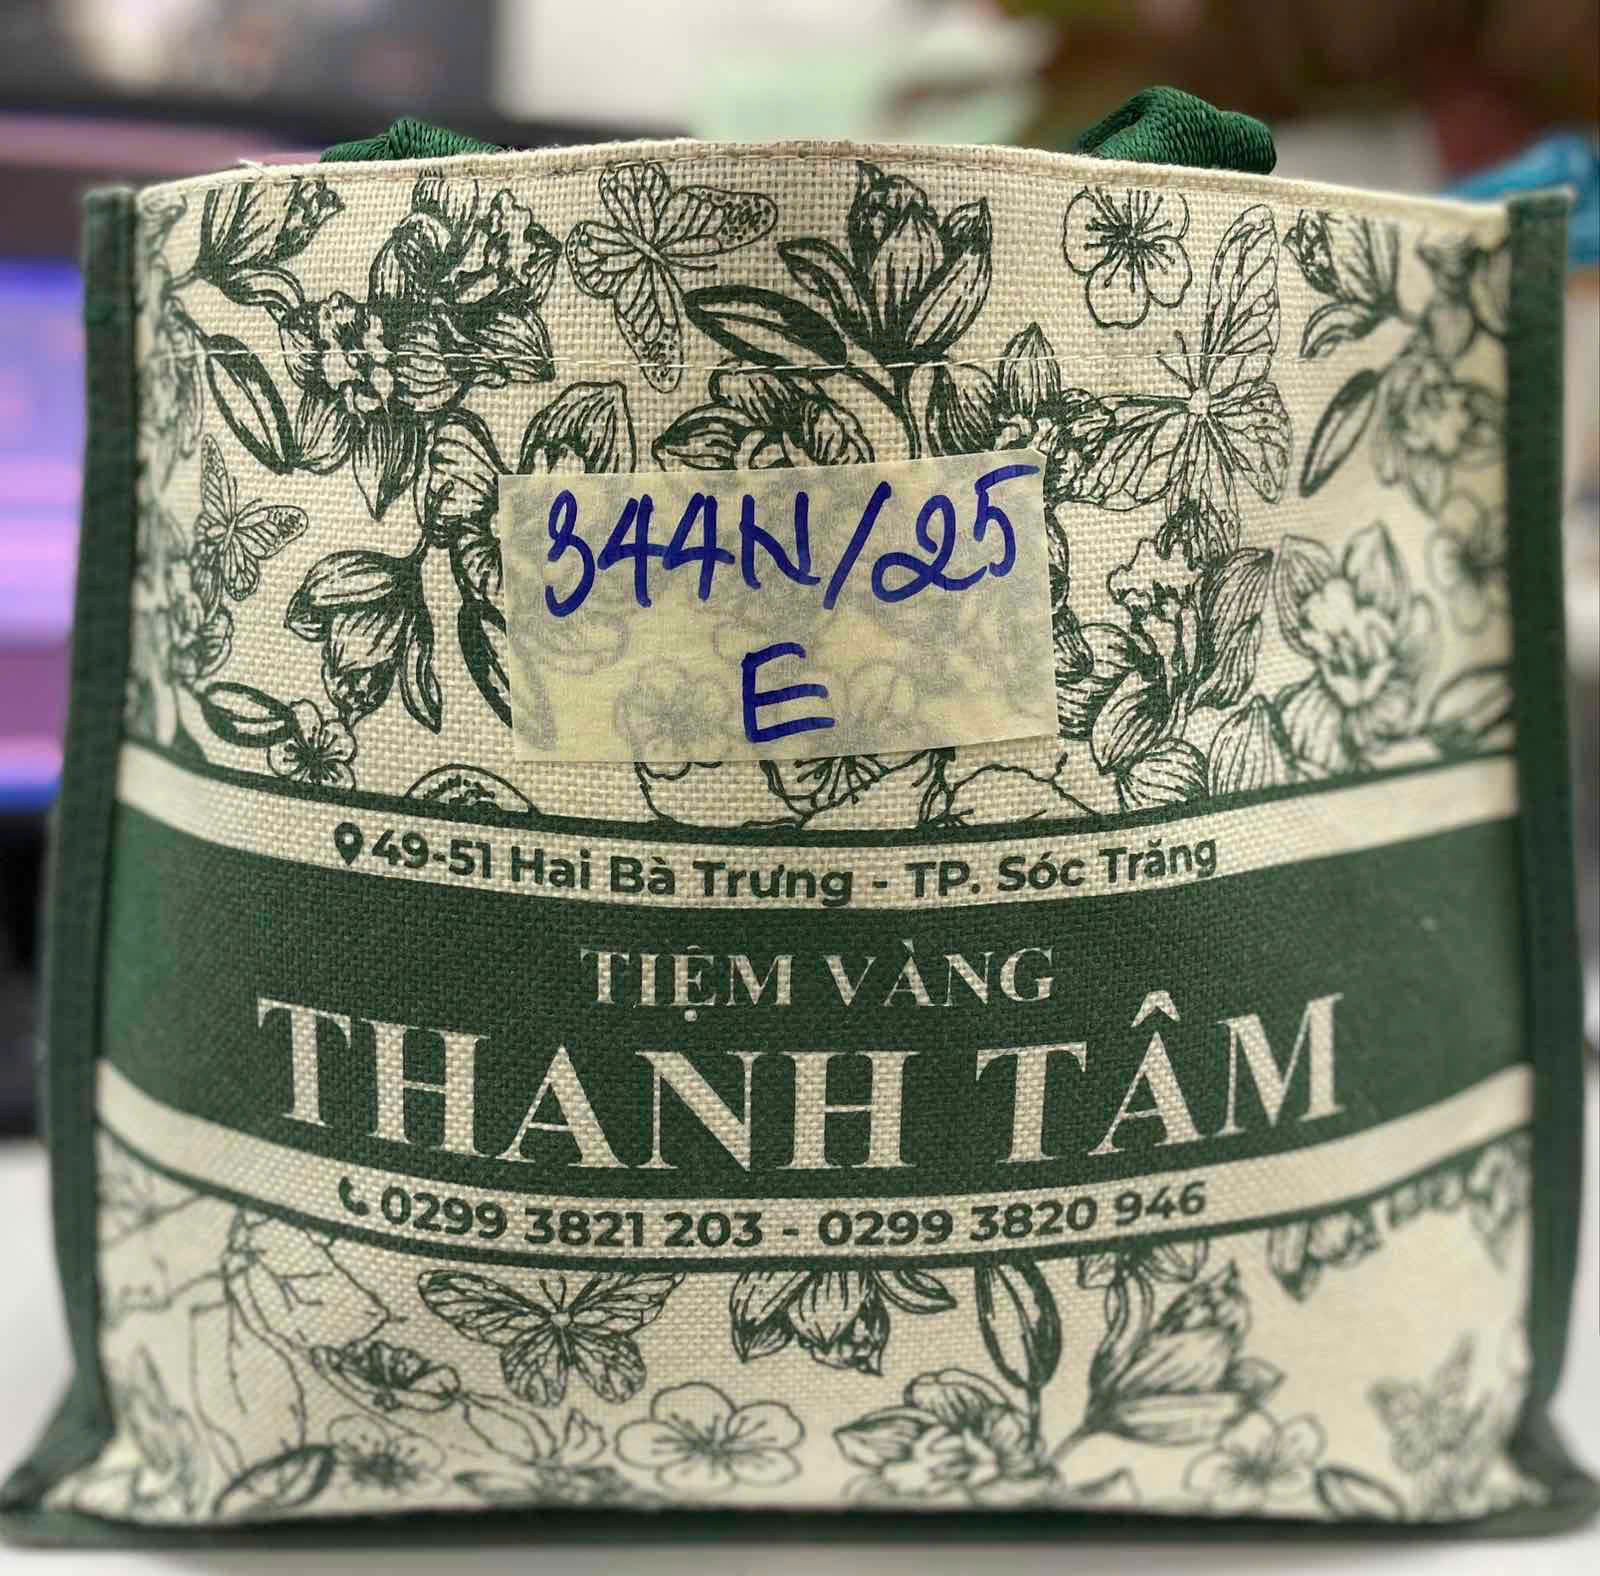 344N/25
E
49-51 Hai Bà Trưng - TP. Sóc Trăng
TIỆM VÀNG
THANH TÂM
0299 3821 203 - 0299 3820 946